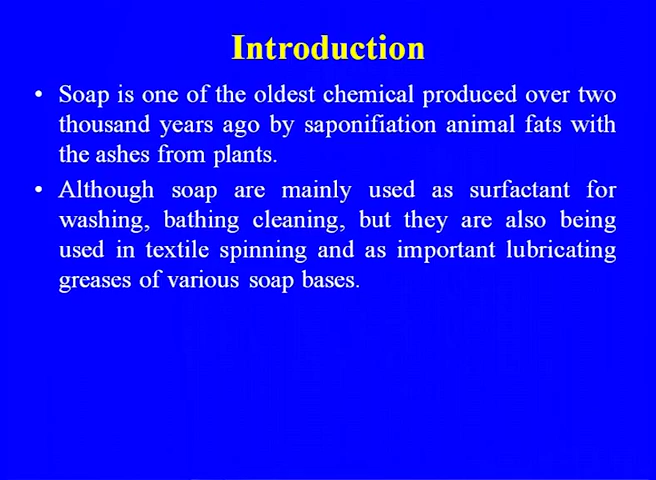 Introduction
• Soap is one of the oldest chemical produced over two
thousand years ago by saponifiation animal fats with
the ashes from plants.
• Although soap are mainly used as surfactant for
washing, bathing cleaning, but they are also being
used in textile spinning and as important lubricating
greases of various soap bases.